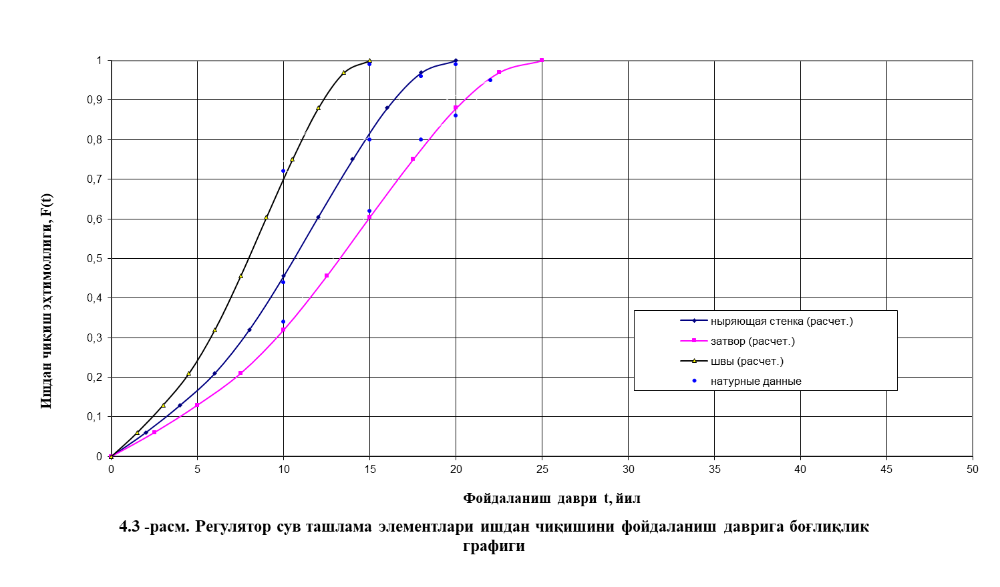 1
0,9
0,8
0,7
0,6
0,5
0,4
0,3
0,2
0,1
0
Ишдан чиқиш эҳтимоллиги, F(t)
ныряющая стенка (расчет.)
затвор (расчет.)
швы (расчет.)
натурные данные
0 5 10 15 20 25 30 35 40 45 50
Фойдаланиш даври t, йил
4.3 -расм. Регулятор сув ташлама элементлари ишдан чиқишини фойдаланиш даврига боғлиқлик
графиги